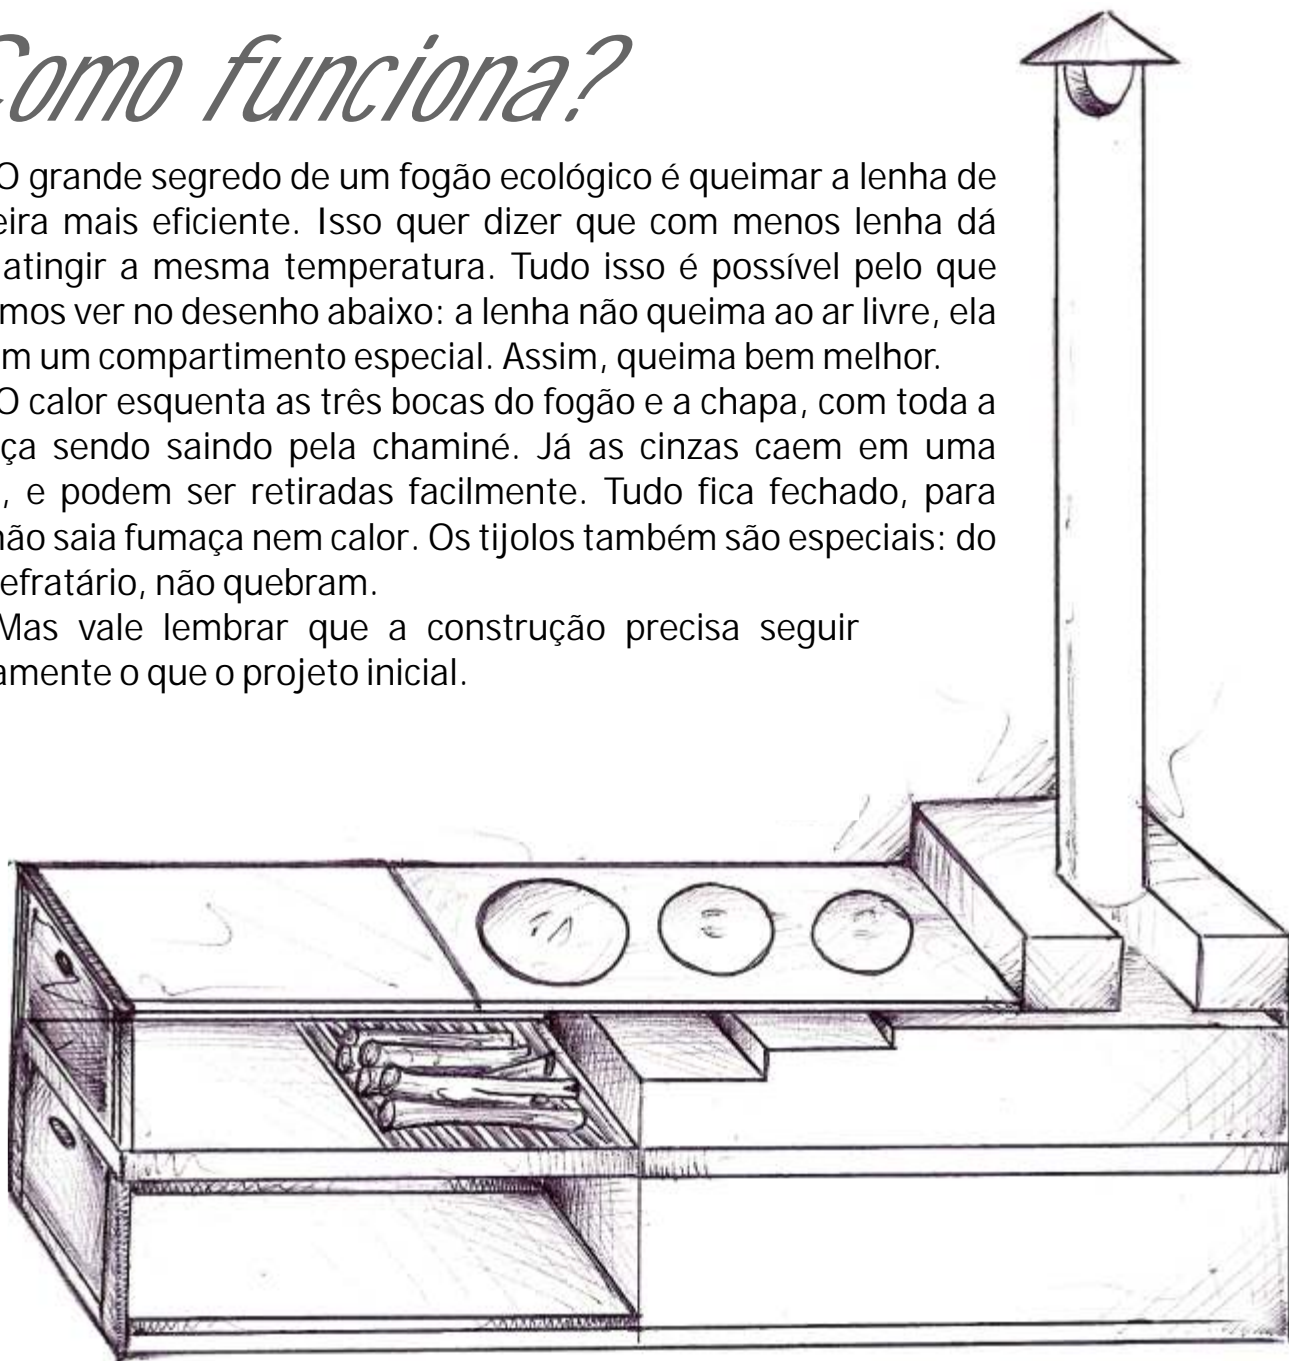 Como funciona?
O grande segredo de um fogão ecológico é queimar a lenha de
eira mais eficiente. Isso quer dizer que com menos lenha dá
atingir a mesma temperatura. Tudo isso é possível pelo que
mos ver no desenho abaixo: a lenha não queima ao ar livre, ela
m um compartimento especial. Assim, queima bem melhor.
O calor esquenta as três bocas do fogão e a chapa, com toda a
ça sendo saindo pela chaminé. Já as cinzas caem em uma
, e podem ser retiradas facilmente. Tudo fica fechado, para
não saia fumaça nem calor. Os tijolos também são especiais: do
efratário, não quebram.
Mas vale lembrar que a construção precisa seguir
amente o que o projeto inicial.